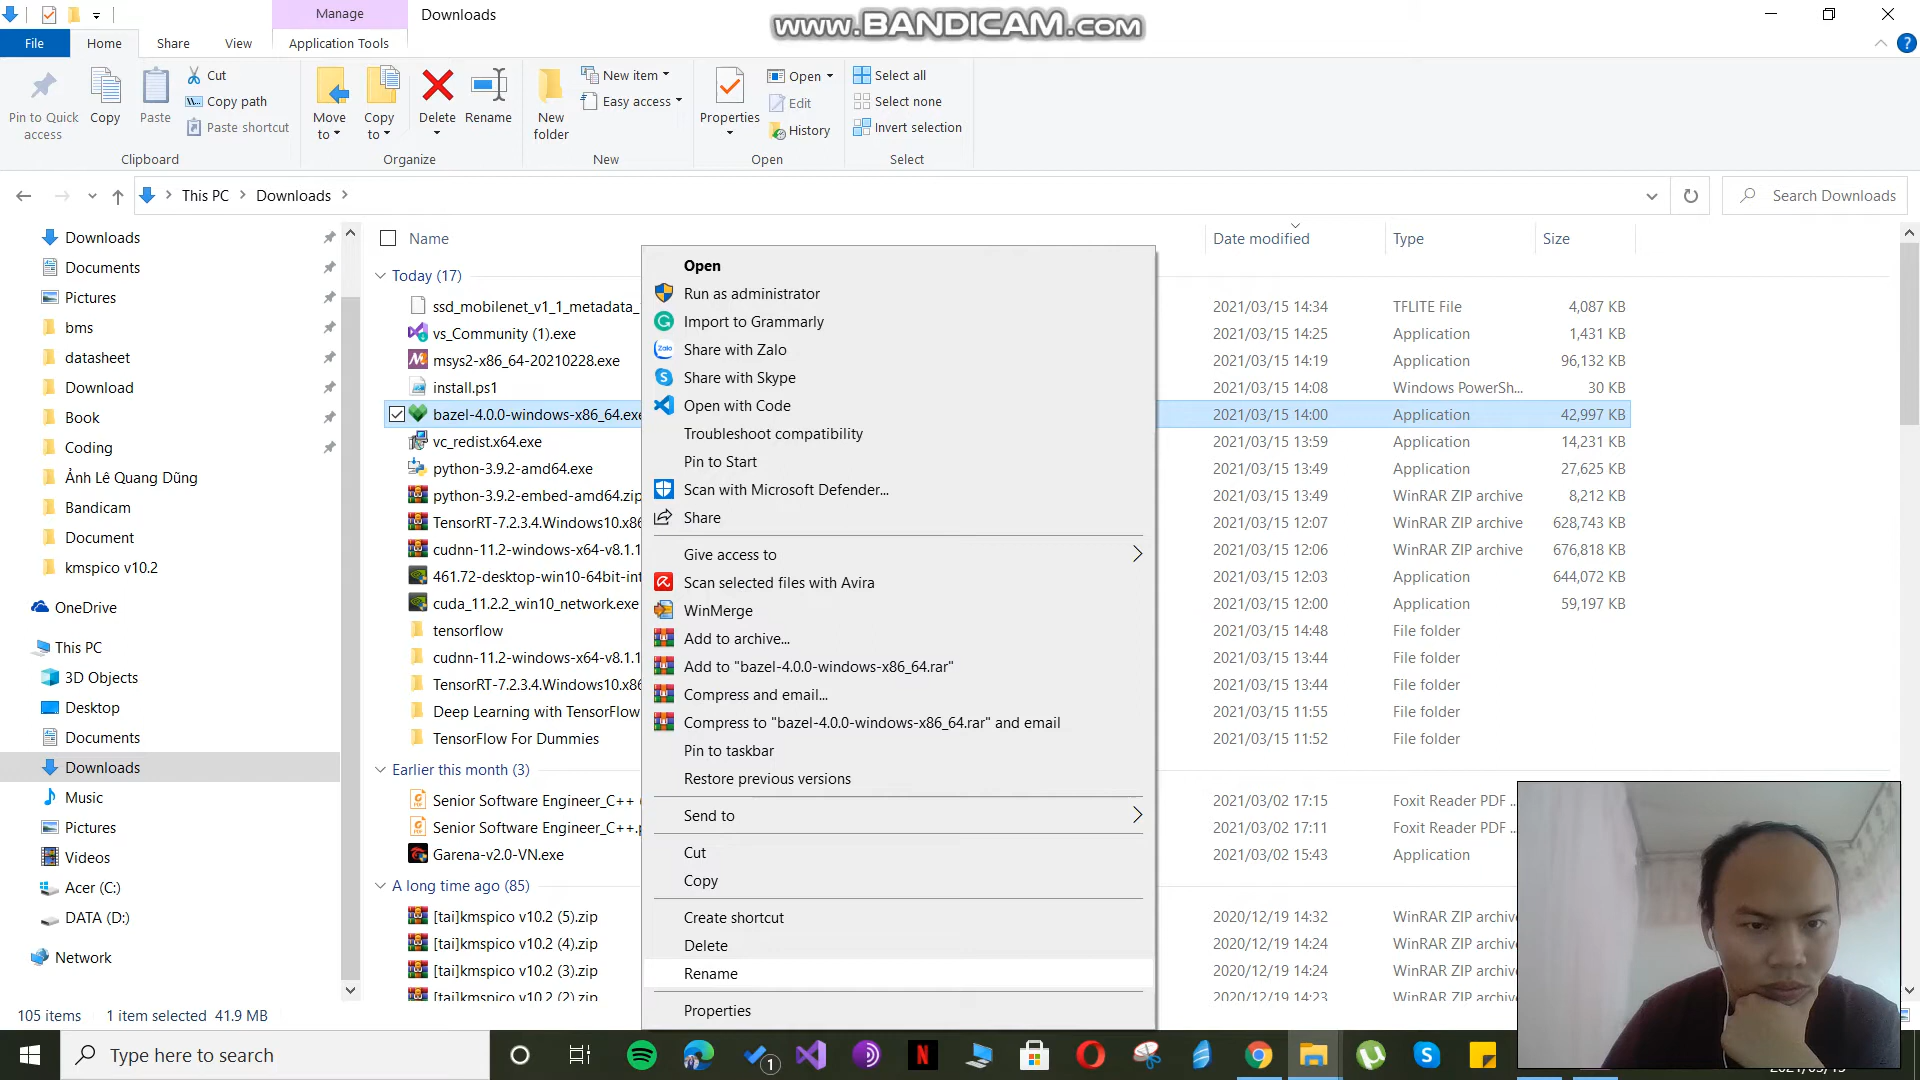 Manage
Downloads
www.BANDICAM.com
File
Home
Share
View
Application Tools
Pin to Quick access
Copy
Paste
Cut
Copy path
Paste shortcut
Clipboard
Move to
Copy to
Delete
Rename
Organize
New folder
New item
Easy access
New
Properties
Open
Edit
History
Open
Select all
Select none
Invert selection
Select
This PC
Downloads
Search Downloads
Downloads
Documents
Pictures
bms
datasheet
Download
Book
Coding
Ảnh Lê Quang Dũng
Bandicam
Document
kmspico v10.2
OneDrive
This PC
3D Objects
Desktop
Documents
Downloads
Music
Pictures
Videos
Acer (C:)
DATA (D:)
Network
Name Date modified Type Size
Today (17)
ssd_mobilenet_v1_1_metadata_ 2021/03/15 14:34 TFLITE File 4,087 KB
vs_Community (1).exe 2021/03/15 14:25 Application 1,431 KB
msys2-x86_64-20210228.exe 2021/03/15 14:19 Application 96,132 KB
install.ps1 2021/03/15 14:08 Windows PowerSh... 30 KB
bazel-4.0.0-windows-x86_64.exe 2021/03/15 14:00 Application 42,997 KB
vc_redist.x64.exe 2021/03/15 13:59 Application 14,231 KB
python-3.9.2-amd64.exe 2021/03/15 13:49 Application 27,625 KB
python-3.9.2-embed-amd64.zip 2021/03/15 13:49 WinRAR ZIP archive 8,212 KB
TensorRT-7.2.3.4.Windows10.x86 2021/03/15 12:07 WinRAR ZIP archive 628,743 KB
cudnn-11.2-windows-x64-v8.1.1 2021/03/15 12:06 WinRAR ZIP archive 676,818 KB
461.72-desktop-win10-64bit-int 2021/03/15 12:03 Application 644,072 KB
cuda_11.2.2_win10_network.exe 2021/03/15 12:00 Application 59,197 KB
tensorflow 2021/03/15 14:48 File folder
cudnn-11.2-windows-x64-v8.1.1 2021/03/15 13:44 File folder
TensorRT-7.2.3.4.Windows10.x86 2021/03/15 13:44 File folder
Deep Learning with TensorFlow 2021/03/15 11:55 File folder
TensorFlow For Dummies 2021/03/15 11:52 File folder
Earlier this month (3)
Senior Software Engineer_C++ 2021/03/02 17:15 Foxit Reader PDF ...
Senior Software Engineer_C++.p 2021/03/02 17:11 Foxit Reader PDF ...
Garena-v2.0-VN.exe 2021/03/02 15:43 Application
A long time ago (85)
[tai]kmspico v10.2 (5).zip 2020/12/19 14:32 WinRAR ZIP archive
[tai]kmspico v10.2 (4).zip 2020/12/19 14:24 WinRAR ZIP archive
[tai]kmspico v10.2 (3).zip 2020/12/19 14:24 WinRAR ZIP archive
[tai]kmspico v10.2 (2).zip 2020/12/19 14:23 WinRAR ZIP archive
Open
Run as administrator
Import to Grammarly
Share with Zalo
Share with Skype
Open with Code
Troubleshoot compatibility
Pin to Start
Scan with Microsoft Defender...
Share
Give access to
Scan selected files with Avira
WinMerge
Add to archive...
Add to "bazel-4.0.0-windows-x86_64.rar"
Compress and email...
Compress to "bazel-4.0.0-windows-x86_64.rar" and email
Pin to taskbar
Restore previous versions
Send to
Cut
Copy
Create shortcut
Delete
Rename
Properties
105 items 1 item selected 41.9 MB
Type here to search